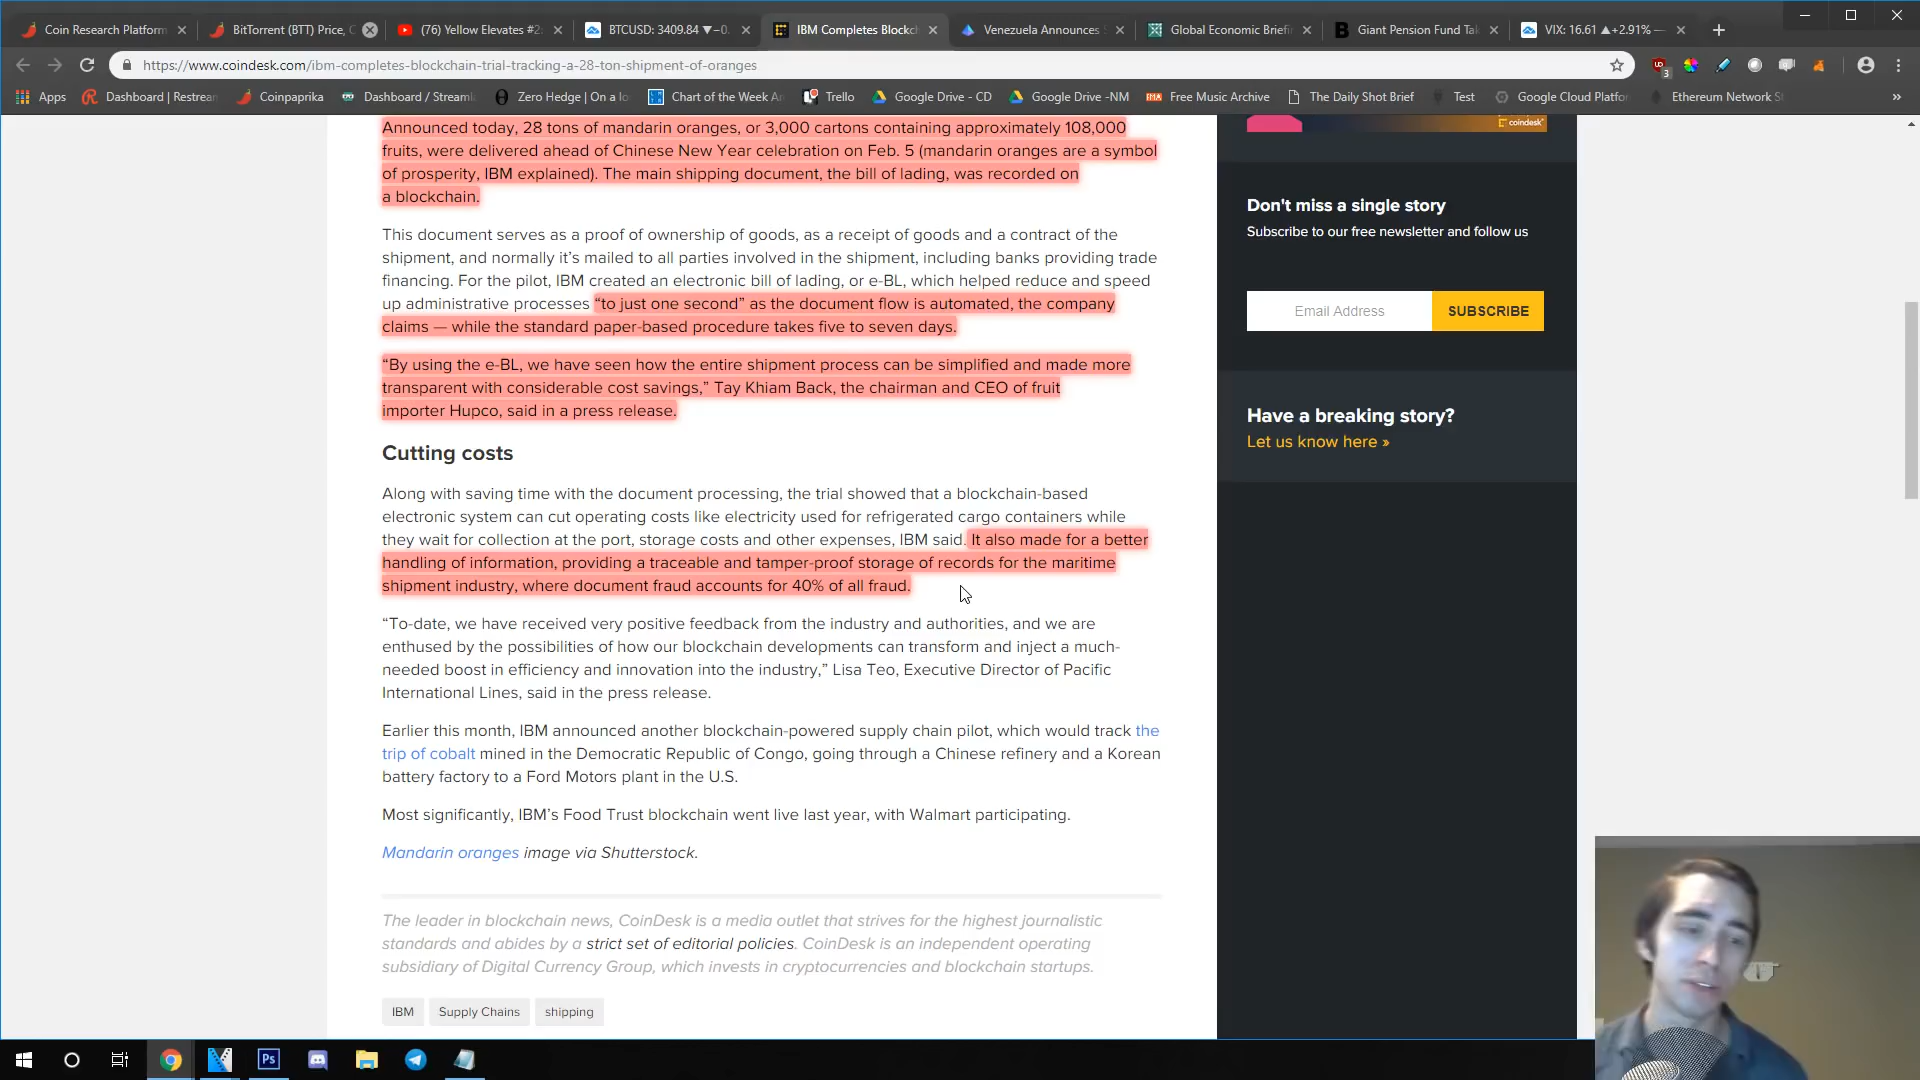 Coin Research Platform
BitTorrent (BTT) Price, C
(76) Yellow Elevates #2
BTCUSD: 3409.84 ▼−0.
IBM Completes Blockch
Venezuela Announces
Global Economic Briefi
Giant Pension Fund Tak
VIX: 16.61 ▲+2.91% —
https://www.coindesk.com/ibm-completes-blockchain-trial-tracking-a-28-ton-shipment-of-oranges
3
Apps
Dashboard | Restrea
Coinpaprika
Dashboard / Streaml
Zero Hedge | On a lo
Chart of the Week A
Trello
Google Drive - CD
Google Drive -NM
Free Music Archive
The Daily Shot Brief
Test
Google Cloud Platfo
Ethereum Network S
»
Announced today, 28 tons of mandarin oranges, or 3,000 cartons containing approximately 108,000
fruits, were delivered ahead of Chinese New Year celebration on Feb. 5 (mandarin oranges are a symbol
of prosperity, IBM explained). The main shipping document, the bill of lading, was recorded on
a blockchain.
This document serves as a proof of ownership of goods, as a receipt of goods and a contract of the
shipment, and normally it’s mailed to all parties involved in the shipment, including banks providing trade
financing. For the pilot, IBM created an electronic bill of lading, or e-BL, which helped reduce and speed
up administrative processes “to just one second” as the document flow is automated, the company
claims — while the standard paper-based procedure takes five to seven days.
“By using the e-BL, we have seen how the entire shipment process can be simplified and made more
transparent with considerable cost savings,” Tay Khiam Back, the chairman and CEO of fruit
importer Hupco, said in a press release.
Cutting costs
Along with saving time with the document processing, the trial showed that a blockchain-based
electronic system can cut operating costs like electricity used for refrigerated cargo containers while
they wait for collection at the port, storage costs and other expenses, IBM said. It also made for a better
handling of information, providing a traceable and tamper-proof storage of records for the maritime
shipment industry, where document fraud accounts for 40% of all fraud.
“To-date, we have received very positive feedback from the industry and authorities, and we are
enthused by the possibilities of how our blockchain developments can transform and inject a much-
needed boost in efficiency and innovation into the industry,” Lisa Teo, Executive Director of Pacific
International Lines, said in the press release.
Earlier this month, IBM announced another blockchain-powered supply chain pilot, which would track the
trip of cobalt mined in the Democratic Republic of Congo, going through a Chinese refinery and a Korean
battery factory to a Ford Motors plant in the U.S.
Most significantly, IBM’s Food Trust blockchain went live last year, with Walmart participating.
Mandarin oranges image via Shutterstock.
The leader in blockchain news, CoinDesk is a media outlet that strives for the highest journalistic
standards and abides by a strict set of editorial policies. CoinDesk is an independent operating
subsidiary of Digital Currency Group, which invests in cryptocurrencies and blockchain startups.
IBM
Supply Chains
shipping
coindesk
Don't miss a single story
Subscribe to our free newsletter and follow us
Email Address
SUBSCRIBE
Have a breaking story?
Let us know here »
Ps